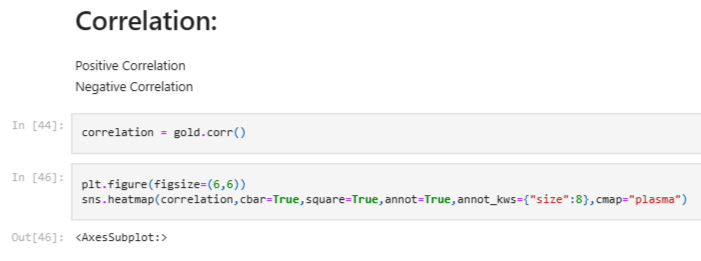 Correlation:
Positive Correlation
Negative Correlation
In [44]:
correlation = gold.corr()
In [46]:
plt.figure(figsize=(6,6))
sns.heatmap(correlation,cbar=True,square=True,annot=True,annot_kws={"size":8},cmap="plasma")
Out[46]: <AxesSubplot:>